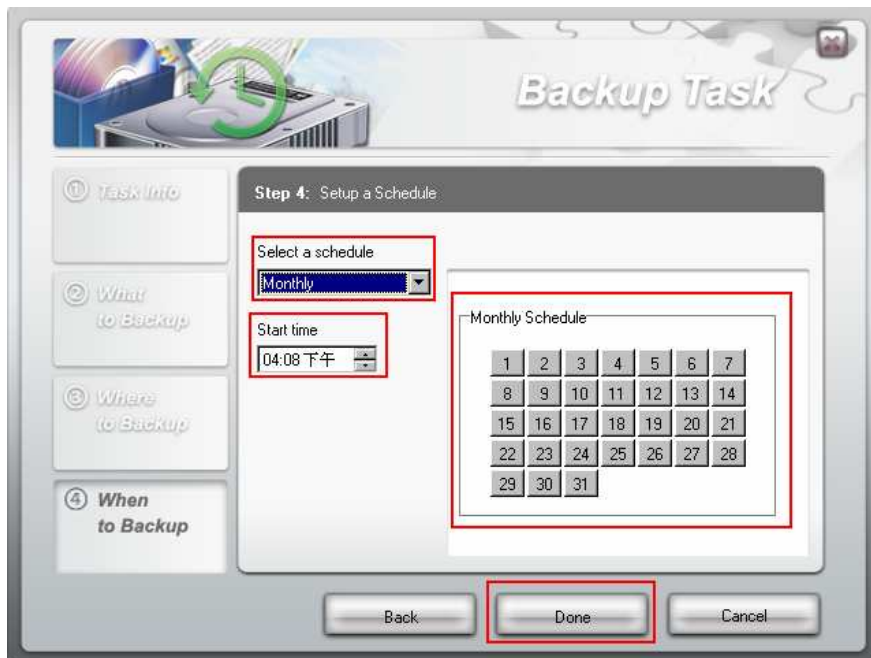 Backup Task
① Task Info
② What
to Backup
③ Where
to Backup
④ When
to Backup
Step 4: Setup a Schedule
Select a schedule
Monthly
Start time
04:08 下午
Monthly Schedule
1 2 3 4 5 6 7
8 9 10 11 12 13 14
15 16 17 18 19 20 21
22 23 24 25 26 27 28
29 30 31
Back
Done
Cancel